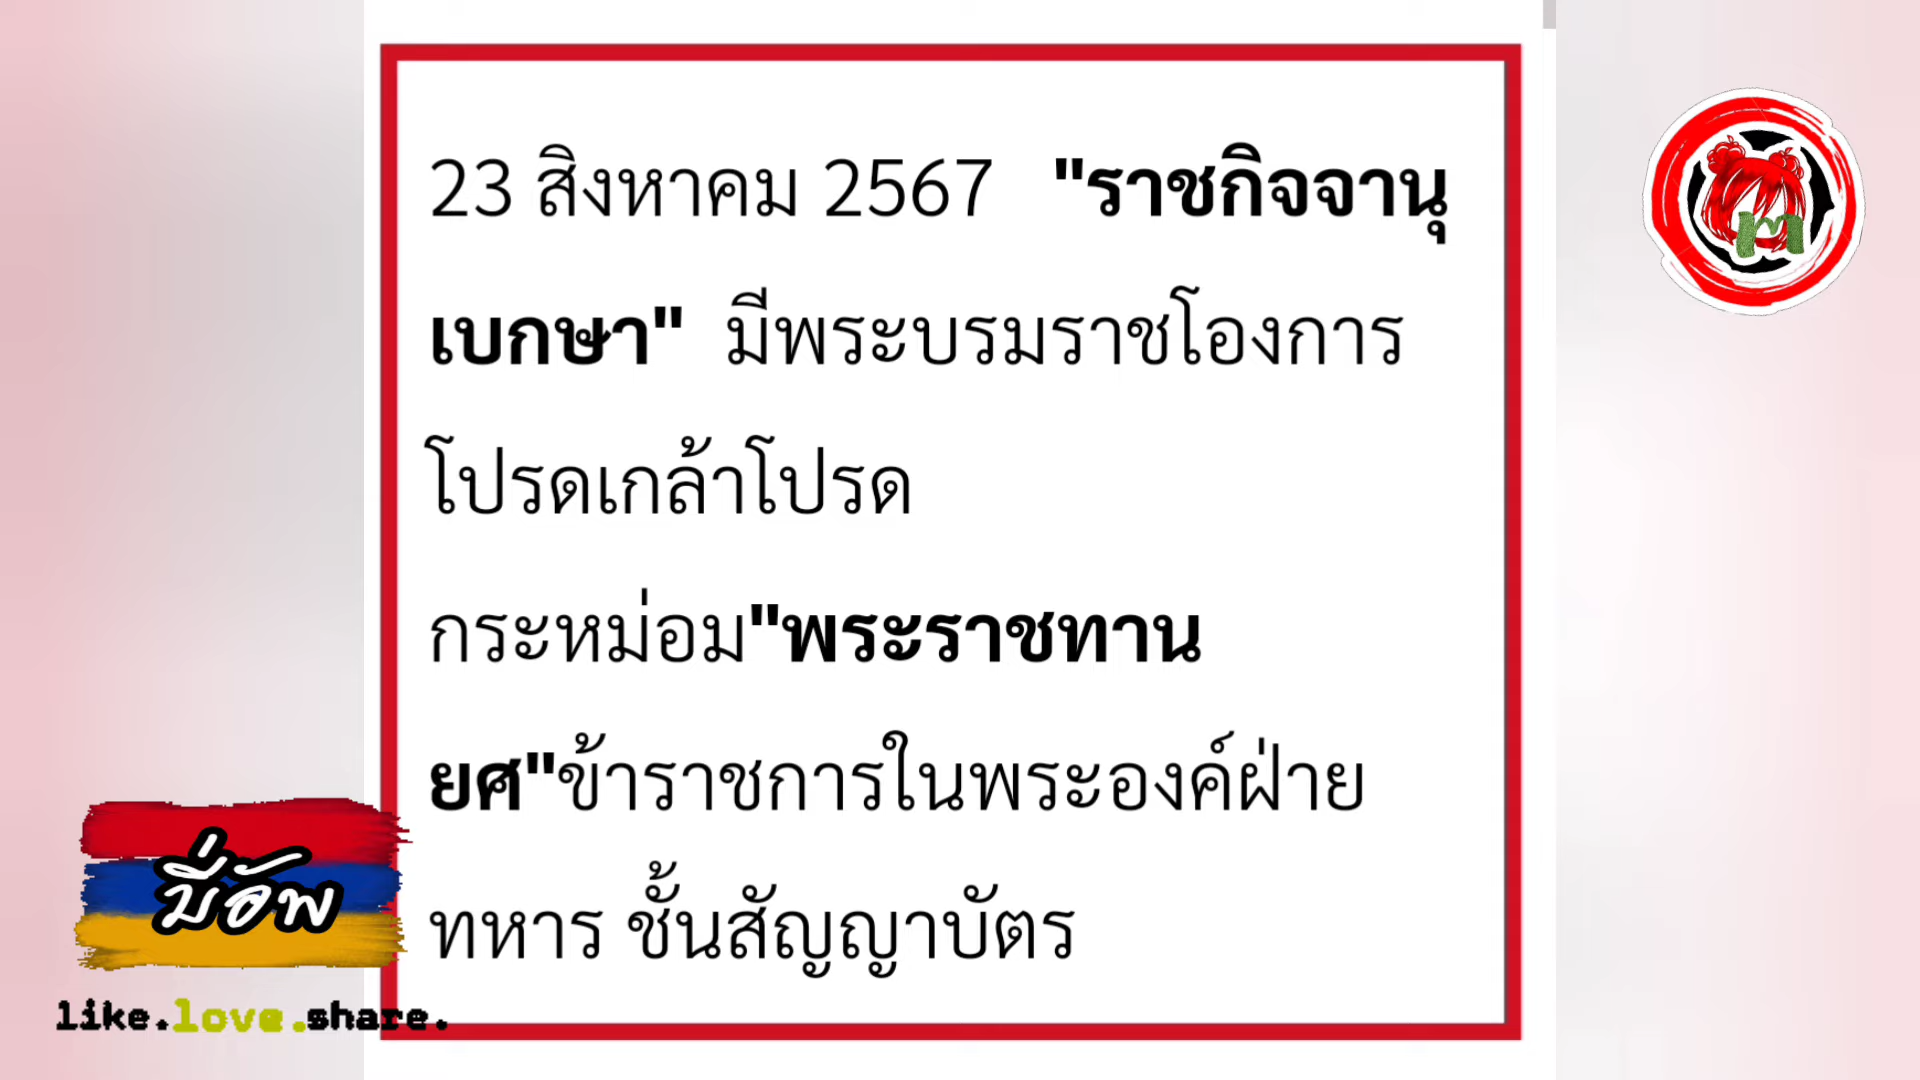 23 สิงหาคม 2567 "ราชกิจจานุ
เบกษา" มีพระบรมราชโองการ
โปรดเกล้าโปรด
กระหม่อม"พระราชทาน
ยศ"ข้าราชการในพระองค์ฝ่าย
ทหาร ชั้นสัญญาบัตร
like.love.share.